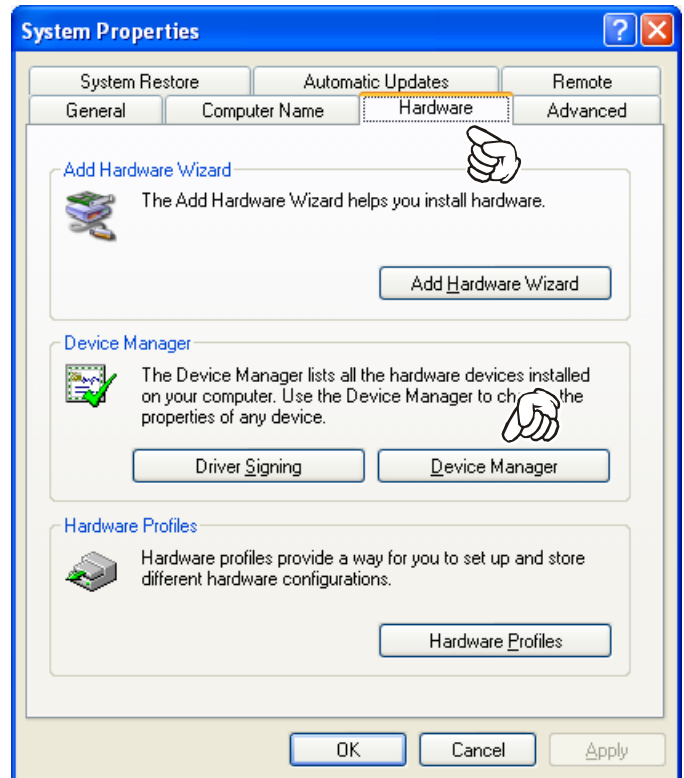 System Properties
System Restore
Automatic Updates
Remote
General
Computer Name
Hardware
Advanced
Add Hardware Wizard
The Add Hardware Wizard helps you install hardware.
Add Hardware Wizard
Device Manager
The Device Manager lists all the hardware devices installed
on your computer. Use the Device Manager to the
properties of any device.
Driver Signing
Device Manager
Hardware Profiles
Hardware profiles provide a way for you to set up and store
different hardware configurations.
Hardware Profiles
OK
Cancel
Apply